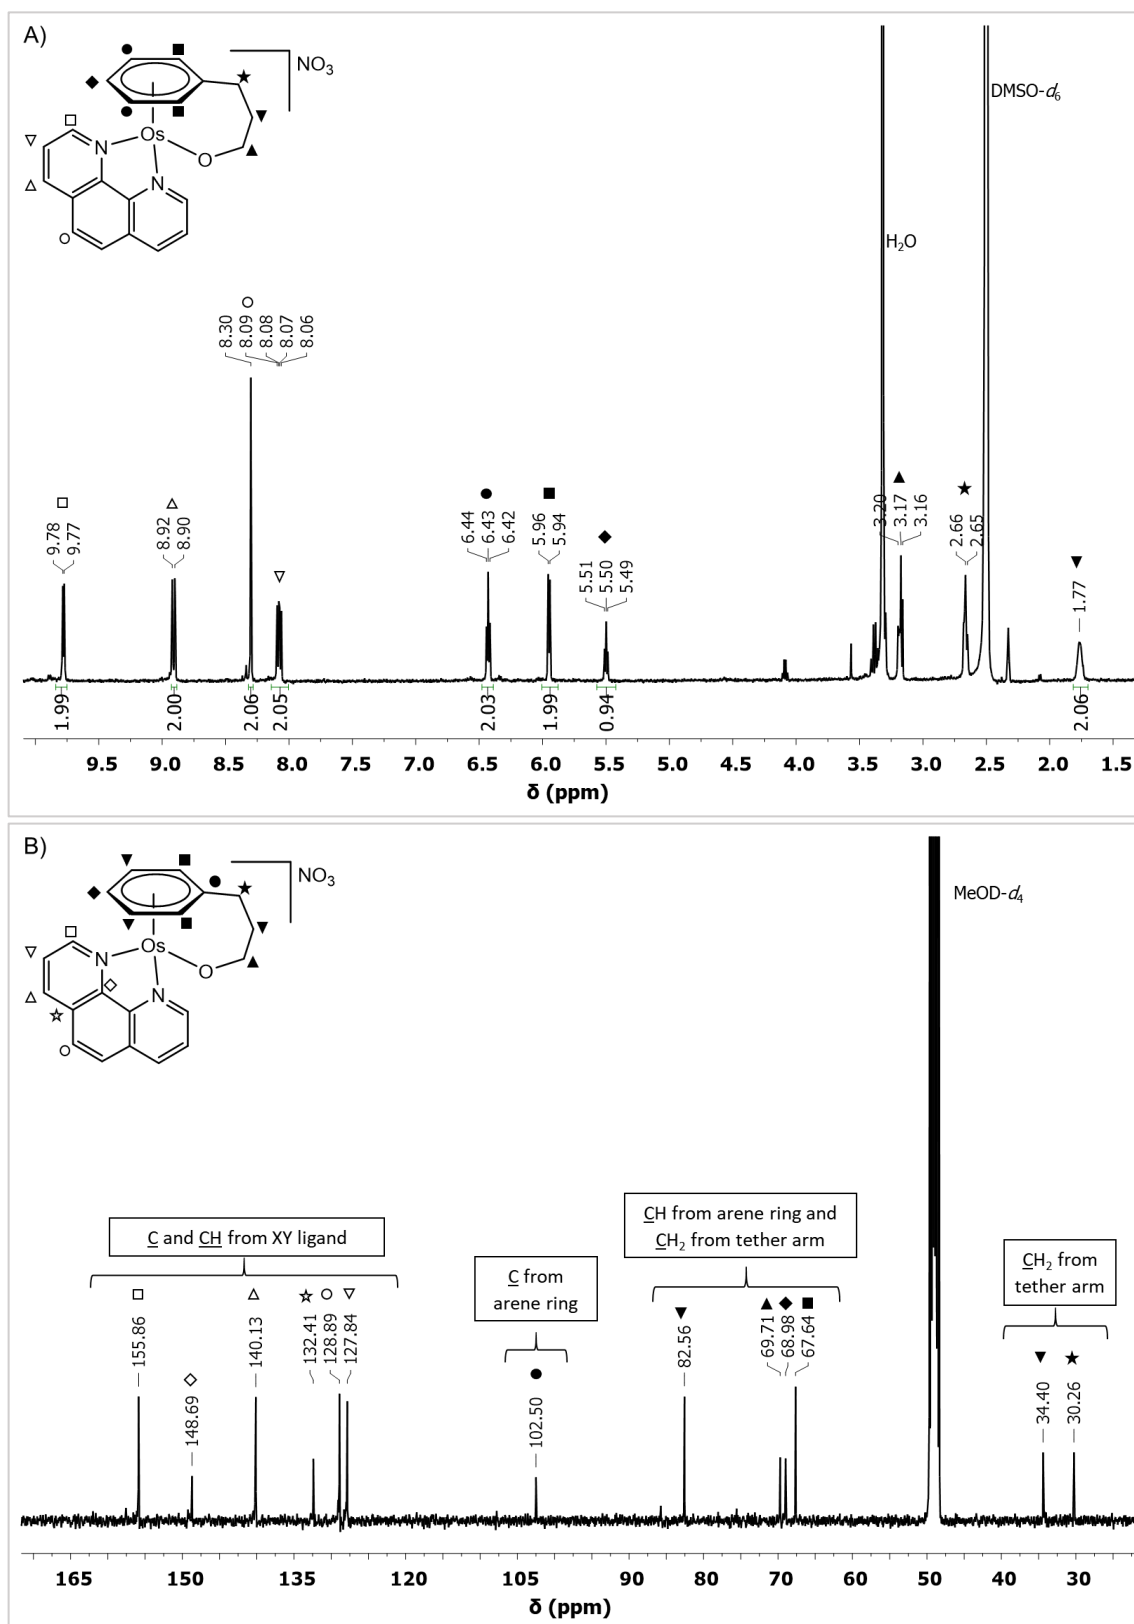 A)
NO3
Os
N
N
O
DMSO-d6
H2O
8.30
8.09
8.08
8.07
8.06
9.78
9.77
8.92
8.90
6.44
6.43
6.42
5.96
5.94
5.51
5.50
5.49
3.20
3.17
3.16
2.66
2.65
1.77
1.99
2.00
2.06
2.05
2.03
1.99
0.94
2.06
9.5 9.0 8.5 8.0 7.5 7.0 6.5 6.0 5.5 5.0 4.5 4.0 3.5 3.0 2.5 2.0 1.5
δ (ppm)
B)
NO3
Os
N
N
O
MeOD-d4
C and CH from XY ligand
C from
arene ring
CH from arene ring and
CH2 from tether arm
CH2 from
tether arm
155.86
148.69
140.13
132.41
128.89
127.84
102.50
82.56
69.71
68.98
67.64
34.40
30.26
165 150 135 120 105 90 80 70 60 40 30
δ (ppm)